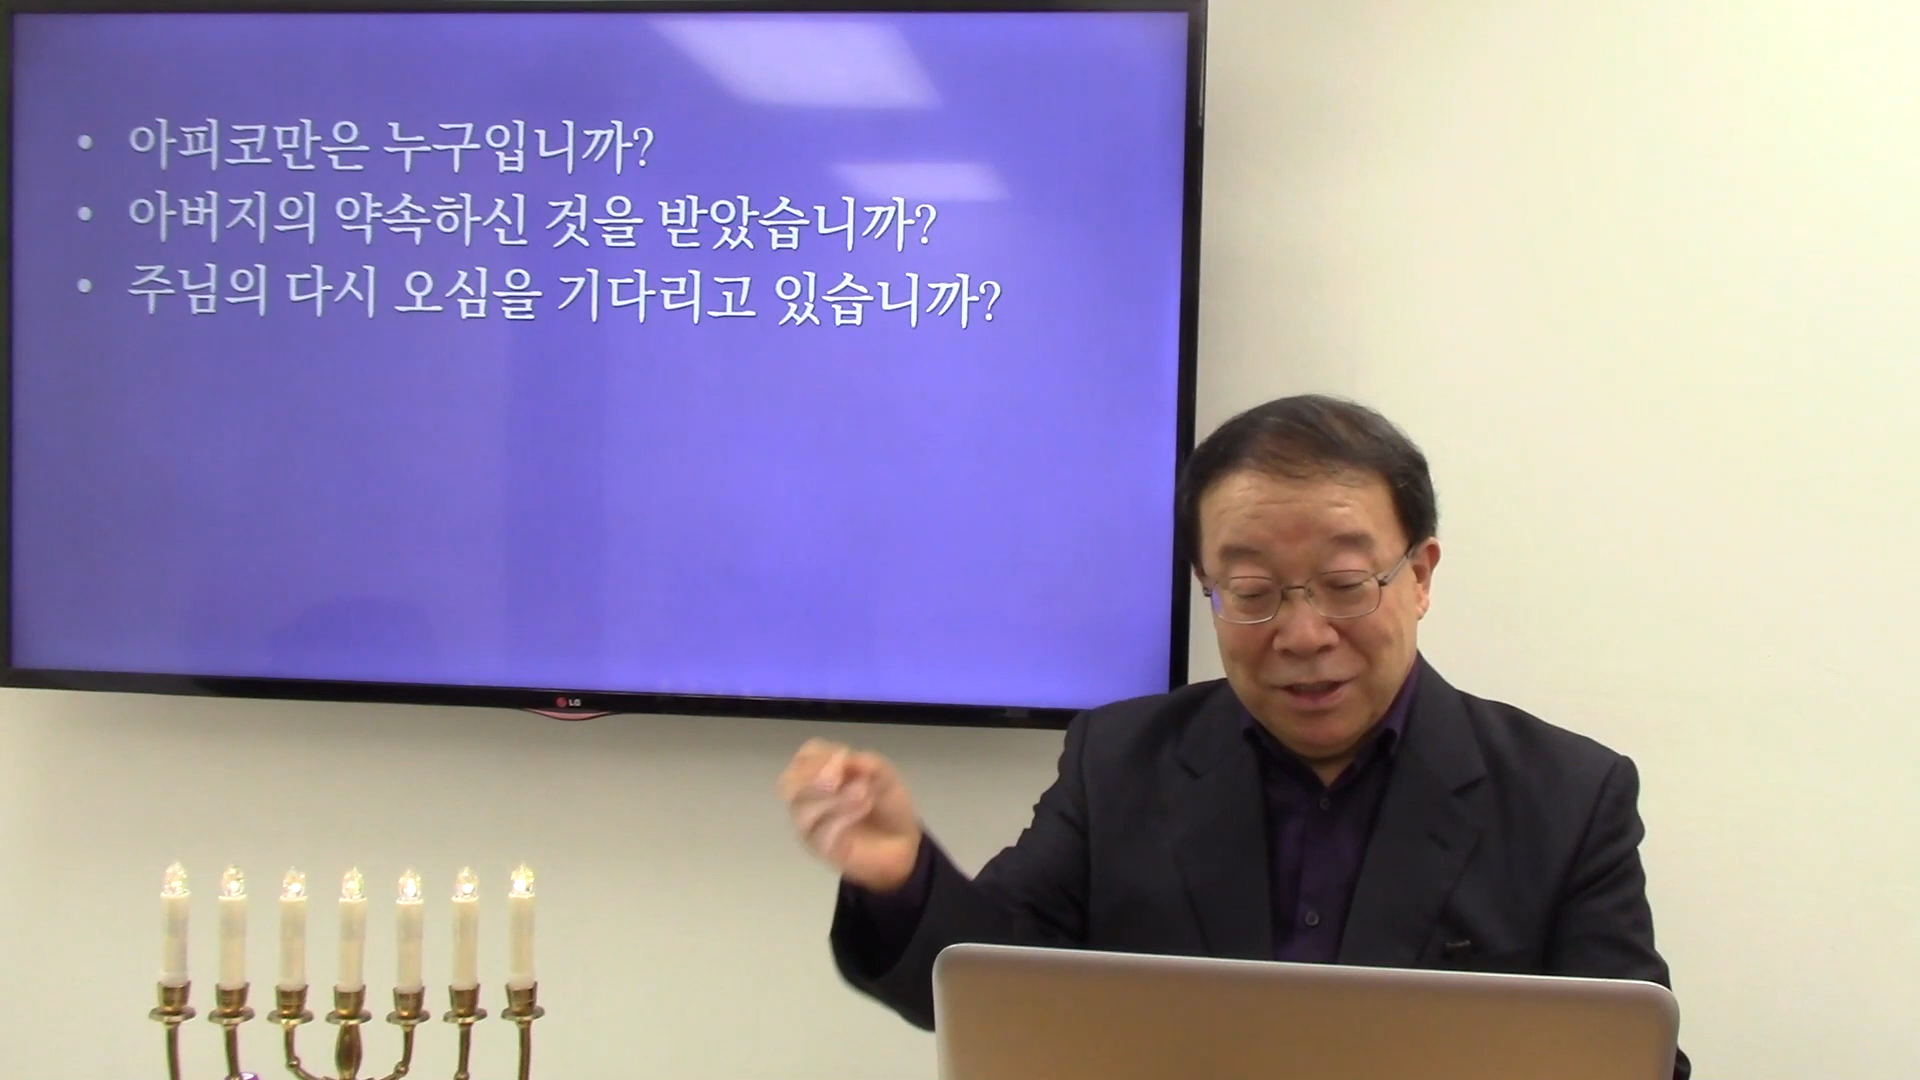 • 아피코만은 누구입니까?
• 아버지의 약속하신 것을 받았습니까?
• 주님의 다시 오심을 기다리고 있습니까?
LG